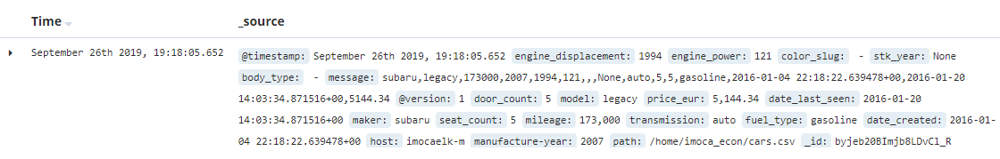 Time _source
September 26th 2019, 19:18:05.652 @timestamp: September 26th 2019, 19:18:05.652 engine_displacement: 1994 engine_power: 121 color_slug: - stk_year: None
body_type: - message: subaru,legacy,173000,2007,1994,121,,,None,auto,5,5,gasoline,2016-01-04 22:18:22.639478+00,2016-01-20
14:03:34.871516+00,5144.34 @version: 1 door_count: 5 model: legacy price_eur: 5,144.34 date_last_seen: 2016-01-20
14:03:34.871516+00 maker: subaru seat_count: 5 mileage: 173,000 transmission: auto fuel_type: gasoline date_created: 2016-01-
04 22:18:22.639478+00 host: imocaelk-m manufacture-year: 2007 path: /home/imoca_econ/cars.csv _id: byjeb20BImjb8LDvCl_R